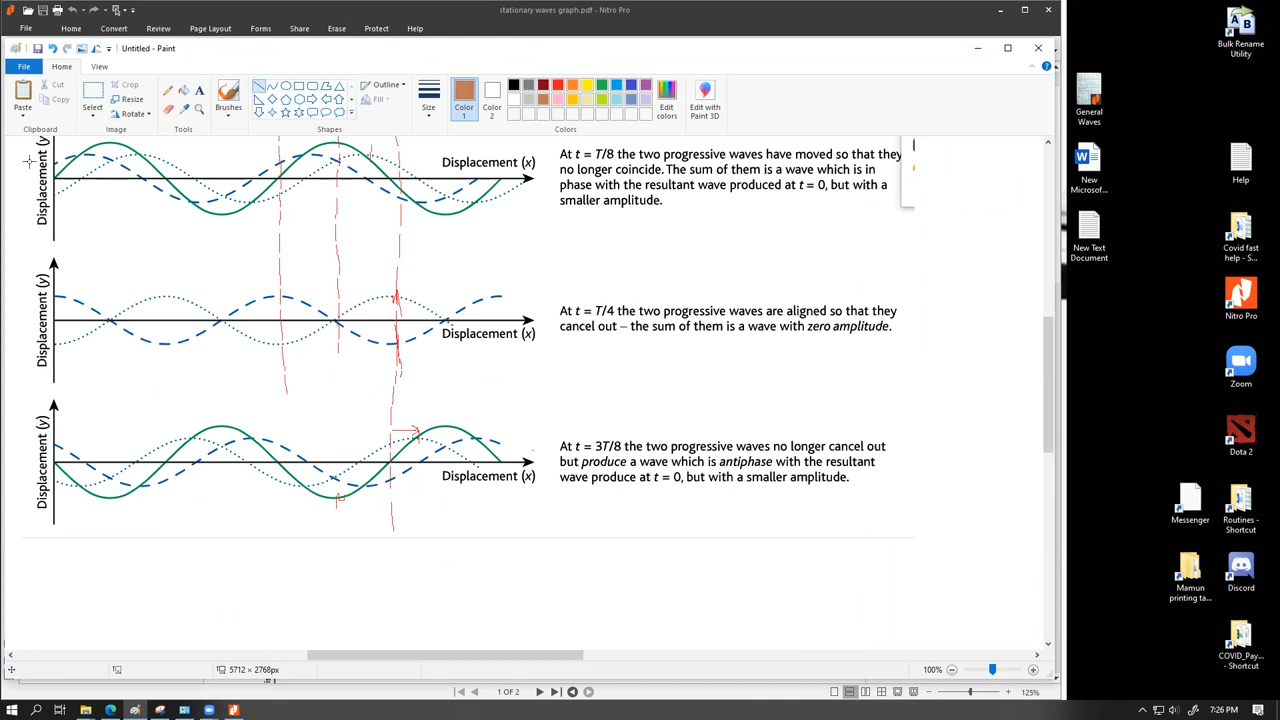 stationary waves graph.pdf - Nitro Pro
File Home Convert Review Page Layout Forms Share Erase Protect Help
Untitled - Paint
File Home View
Paste
Cut
Copy
Clipboard
Select
Crop
Resize
Rotate
Image
Tools
Brushes
Outline
Fill
Shapes
Size
Color 1
Color 2
Edit colors
Colors
Edit with Paint 3D
Displacement (y)
Displacement (x)
At t = T/8 the two progressive waves have moved so that they
no longer coincide. The sum of them is a wave which is in
phase with the resultant wave produced at t = 0, but with a
smaller amplitude.
Displacement (y)
Displacement (x)
At t = T/4 the two progressive waves are aligned so that they
cancel out – the sum of them is a wave with zero amplitude.
Displacement (y)
Displacement (x)
At t = 3T/8 the two progressive waves no longer cancel out
but produce a wave which is antiphase with the resultant
wave produce at t = 0, but with a smaller amplitude.
5712 × 2768px
100%
1 OF 2
125%
Bulk Rename Utility
General Waves
New Microsof...
Help
New Text Document
Covid fast help - S...
Nitro Pro
Zoom
Dota 2
Messenger
Routines - Shortcut
Mamun printing ta...
Discord
COVID_Pay... - Shortcut
7:26 PM